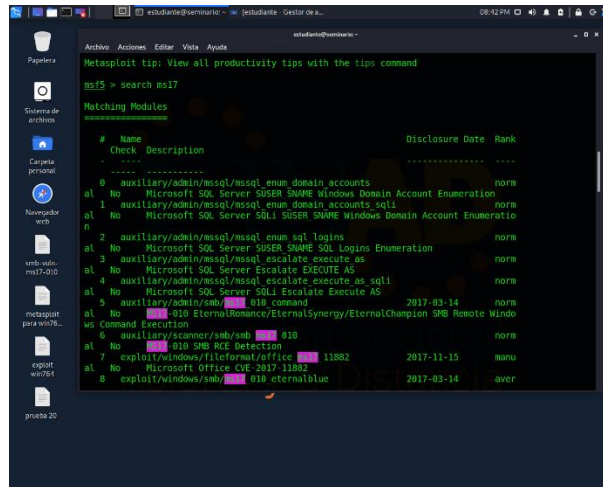 estudiante@seminario: ~
[estudiante - Gestor de a...
08:42 PM
estudiante@seminario: ~
Archivo Acciones Editar Vista Ayuda
Papelera
Sistema de
archivos
Carpeta
personal
Navegador
web
smb-vuln-
ms17-010
metasploit
para win76...
exploit
win764
prueba 20
Metasploit tip: View all productivity tips with the tips command
msf5 > search ms17
Matching Modules
================
# Name Disclosure Date Rank
Check Description
- ---- --------------- ----
----- -----------
0 auxiliary/admin/mssql/mssql_enum_domain_accounts norm
al No Microsoft SQL Server SUSER_SNAME Windows Domain Account Enumeration
1 auxiliary/admin/mssql/mssql_enum_domain_accounts_sqli norm
al No Microsoft SQL Server SQLi SUSER_SNAME Windows Domain Account Enumeratio
n
2 auxiliary/admin/mssql/mssql_enum_sql_logins norm
al No Microsoft SQL Server SUSER_SNAME SQL Logins Enumeration
3 auxiliary/admin/mssql/mssql_escalate_execute_as norm
al No Microsoft SQL Server Escalate EXECUTE AS
4 auxiliary/admin/mssql/mssql_escalate_execute_as_sqli norm
al No Microsoft SQL Server SQLi Escalate Execute AS
5 auxiliary/admin/smb/ms17_010_command 2017-03-14 norm
al No MS17-010 EternalRomance/EternalSynergy/EternalChampion SMB Remote Windo
ws Command Execution
6 auxiliary/scanner/smb/smb_ms17_010 norm
al No MS17-010 SMB RCE Detection
7 exploit/windows/fileformat/office_ms17_11882 2017-11-15 manu
al No Microsoft Office CVE-2017-11882
8 exploit/windows/smb/ms17_010_eternalblue 2017-03-14 aver